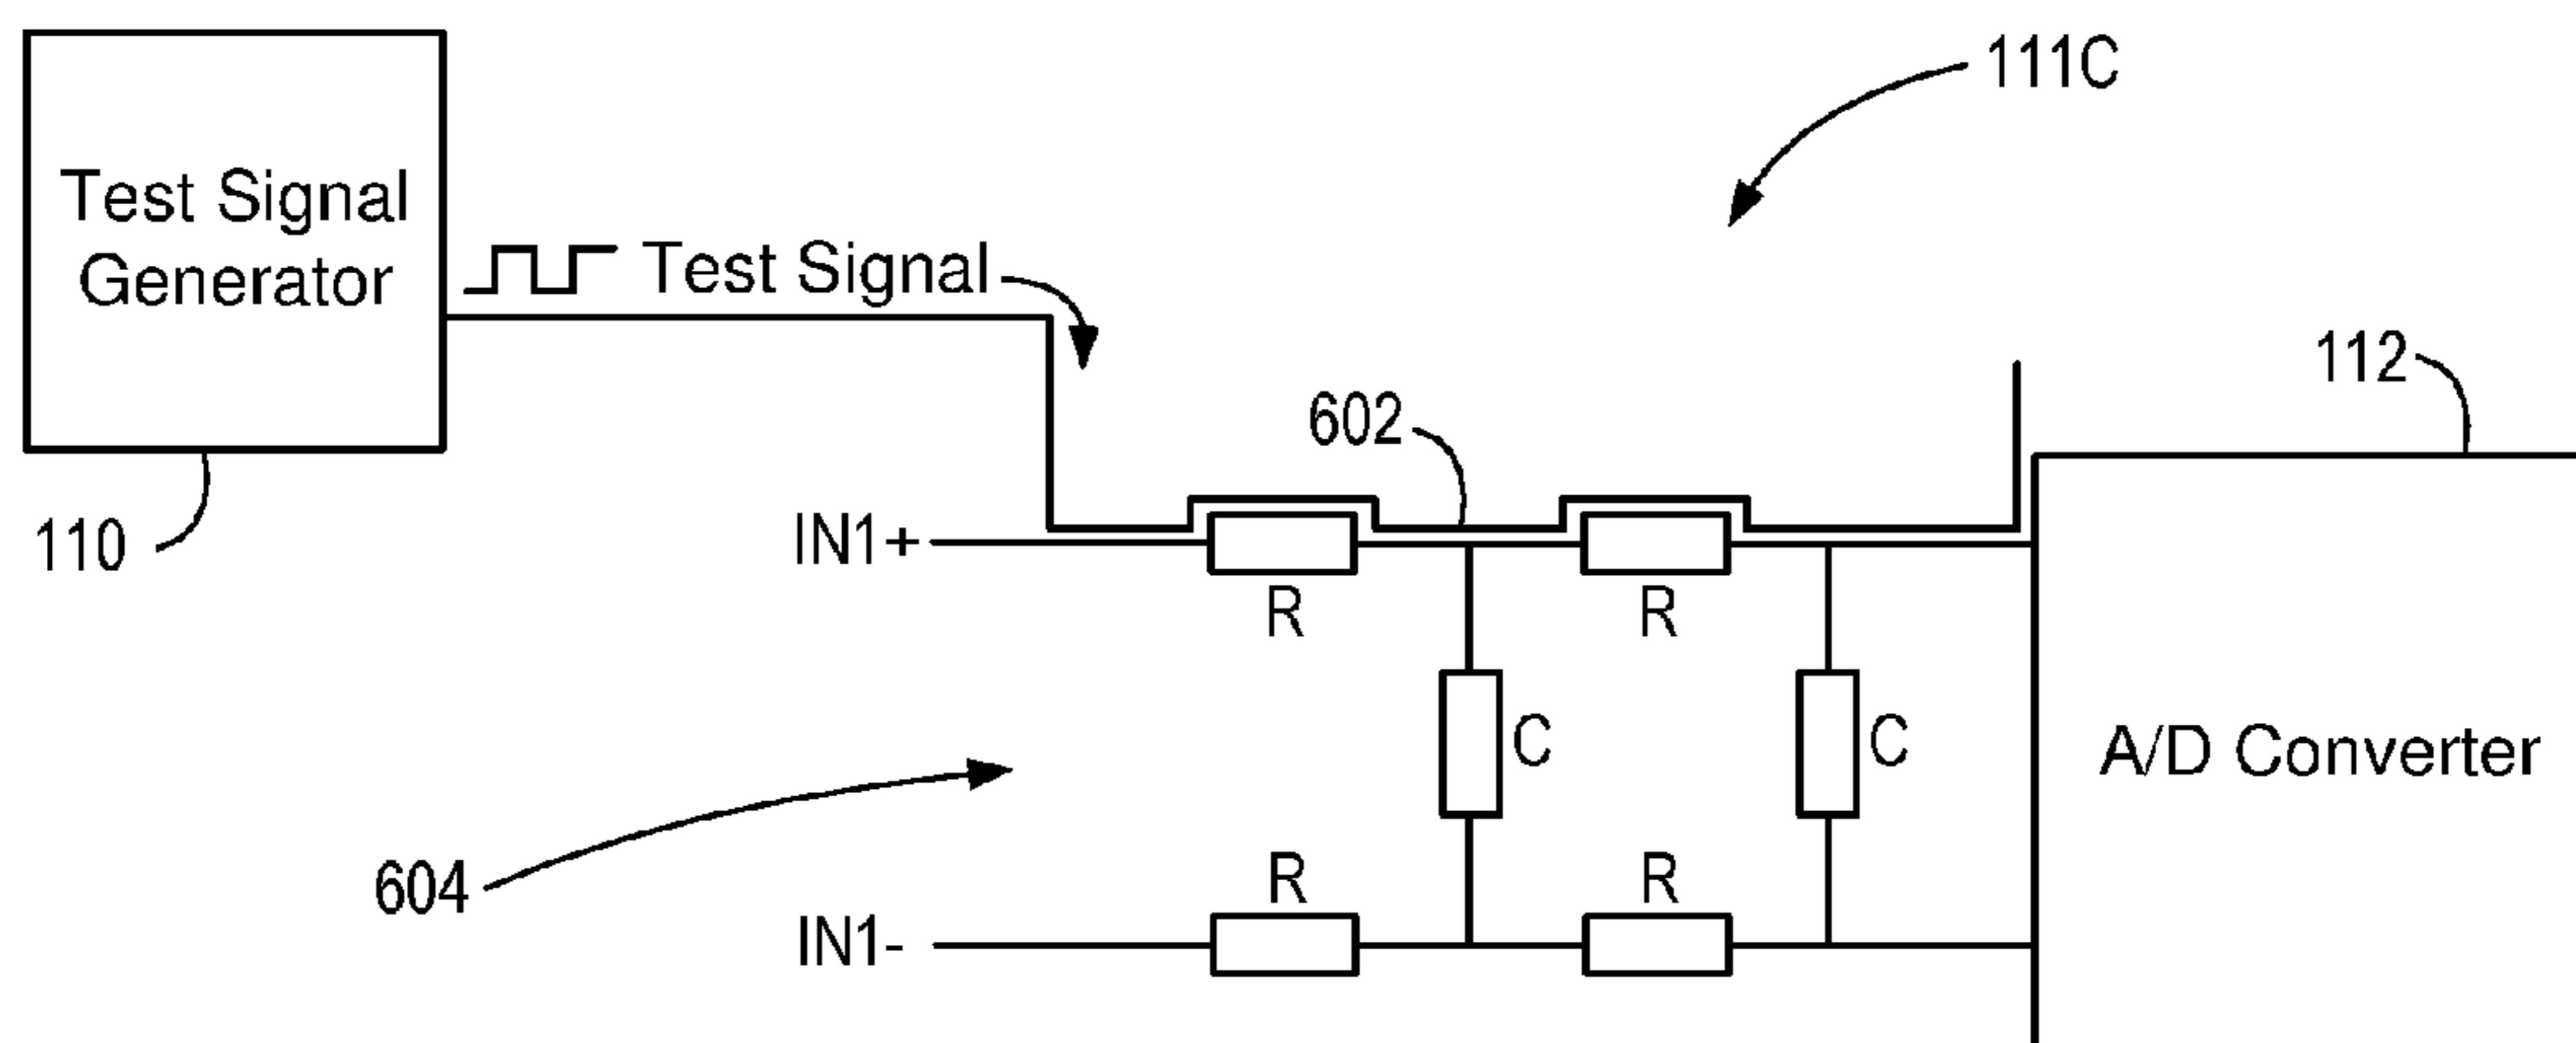 111C
Test Signal
Generator
Test Signal
112
602
110
IN1+
R
R
C
C
A/D Converter
604
R
R
IN1-